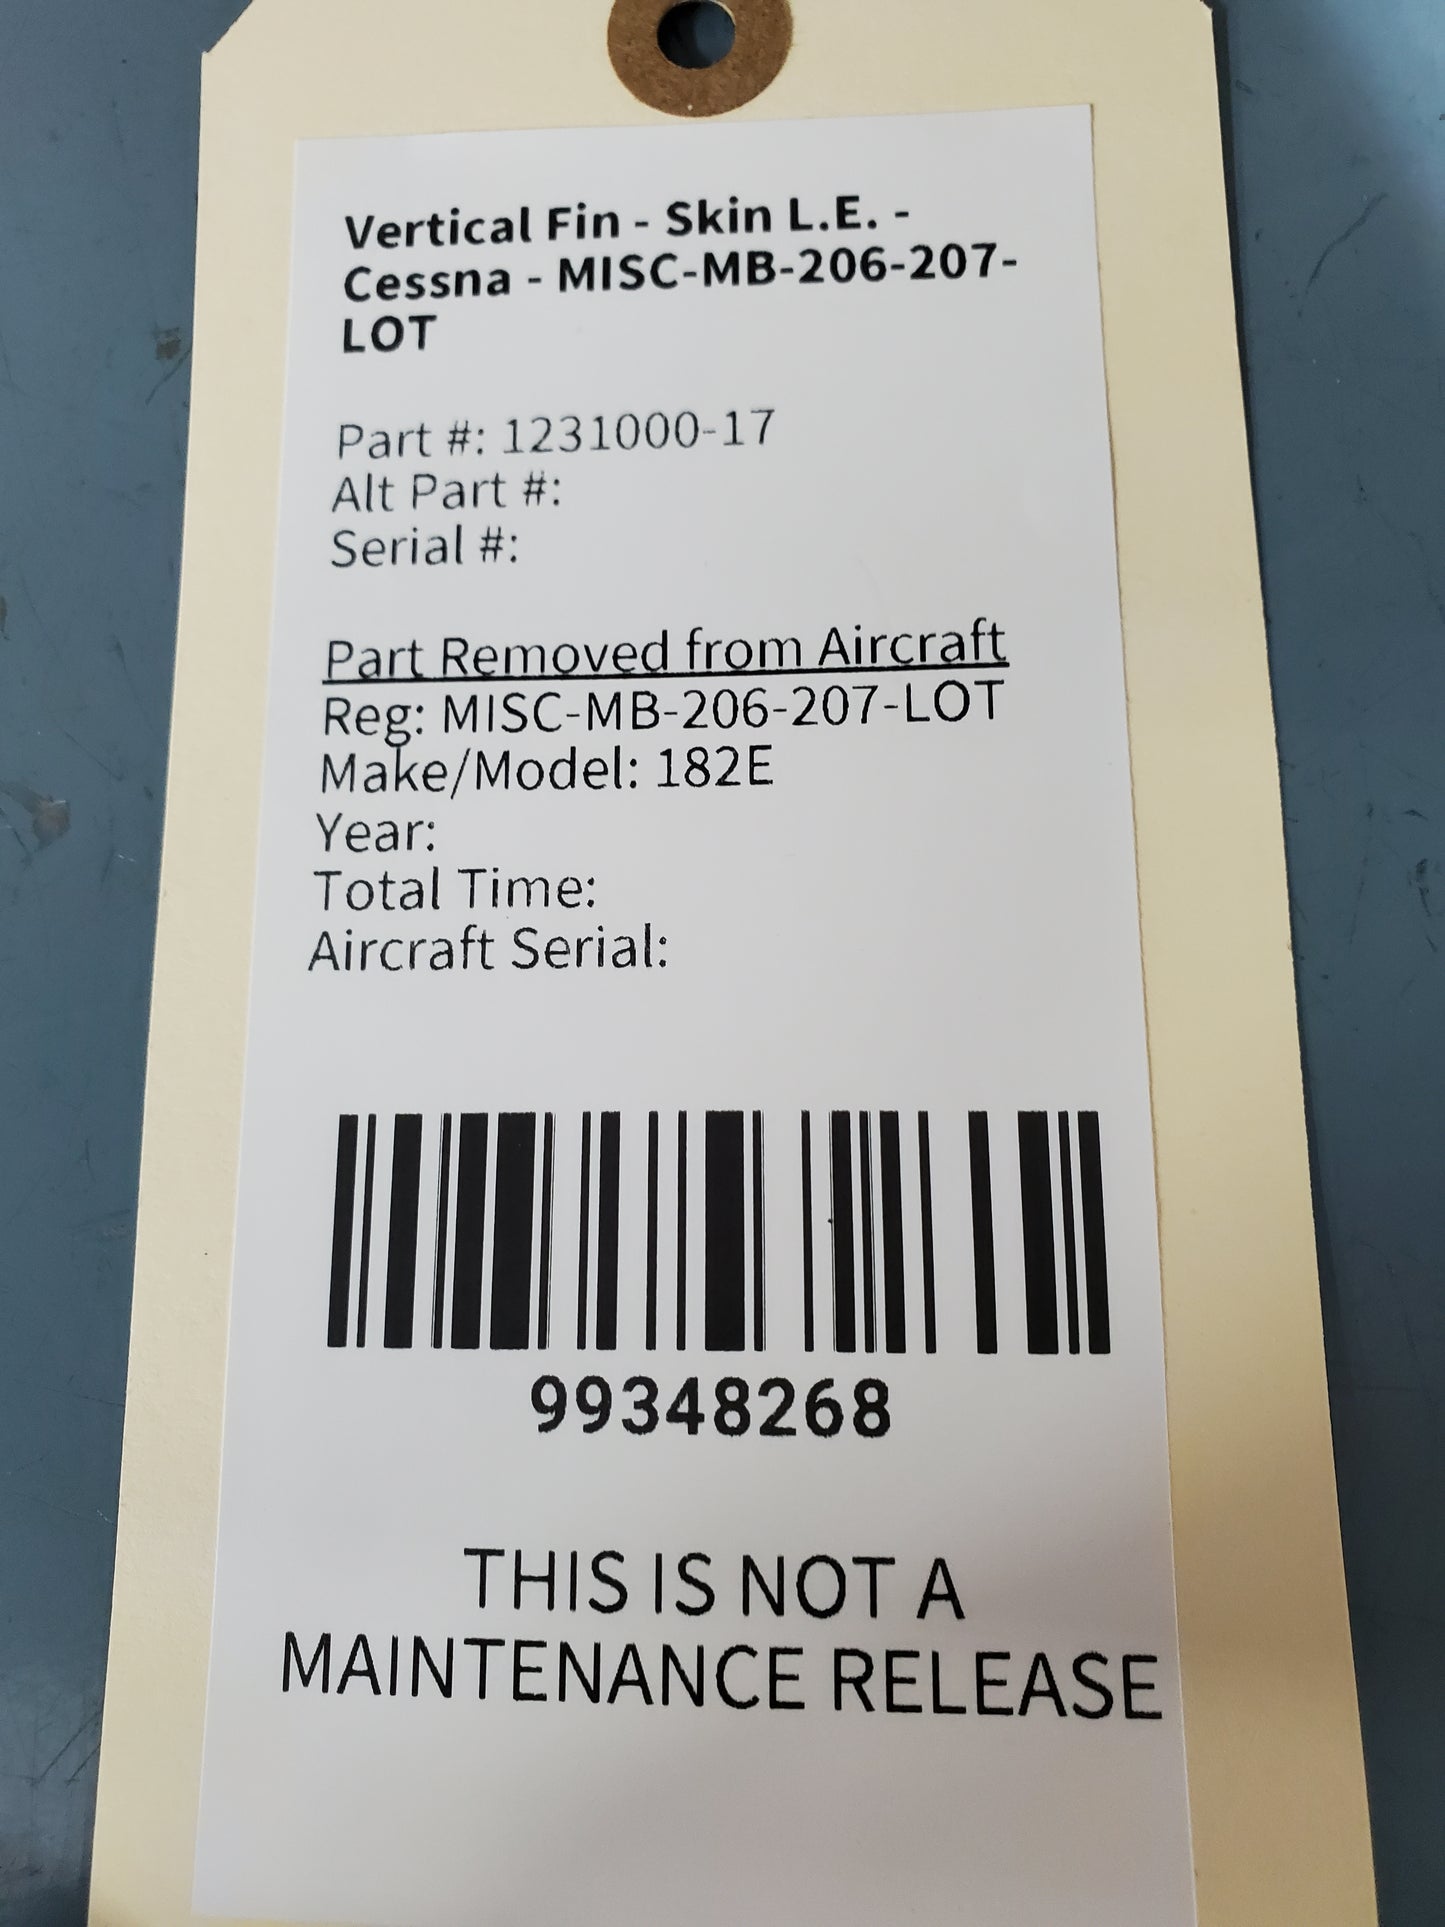 Vertical Fin - Skin L.E. -
Cessna - MISC-MB-206-207-
LOT
Part #: 1231000-17
Alt Part #:
Serial #:
Part Removed from Aircraft
Reg: MISC-MB-206-207-LOT
Make/Model: 182E
Year:
Total Time:
Aircraft Serial:
99348268
THIS IS NOT A
MAINTENANCE RELEASE